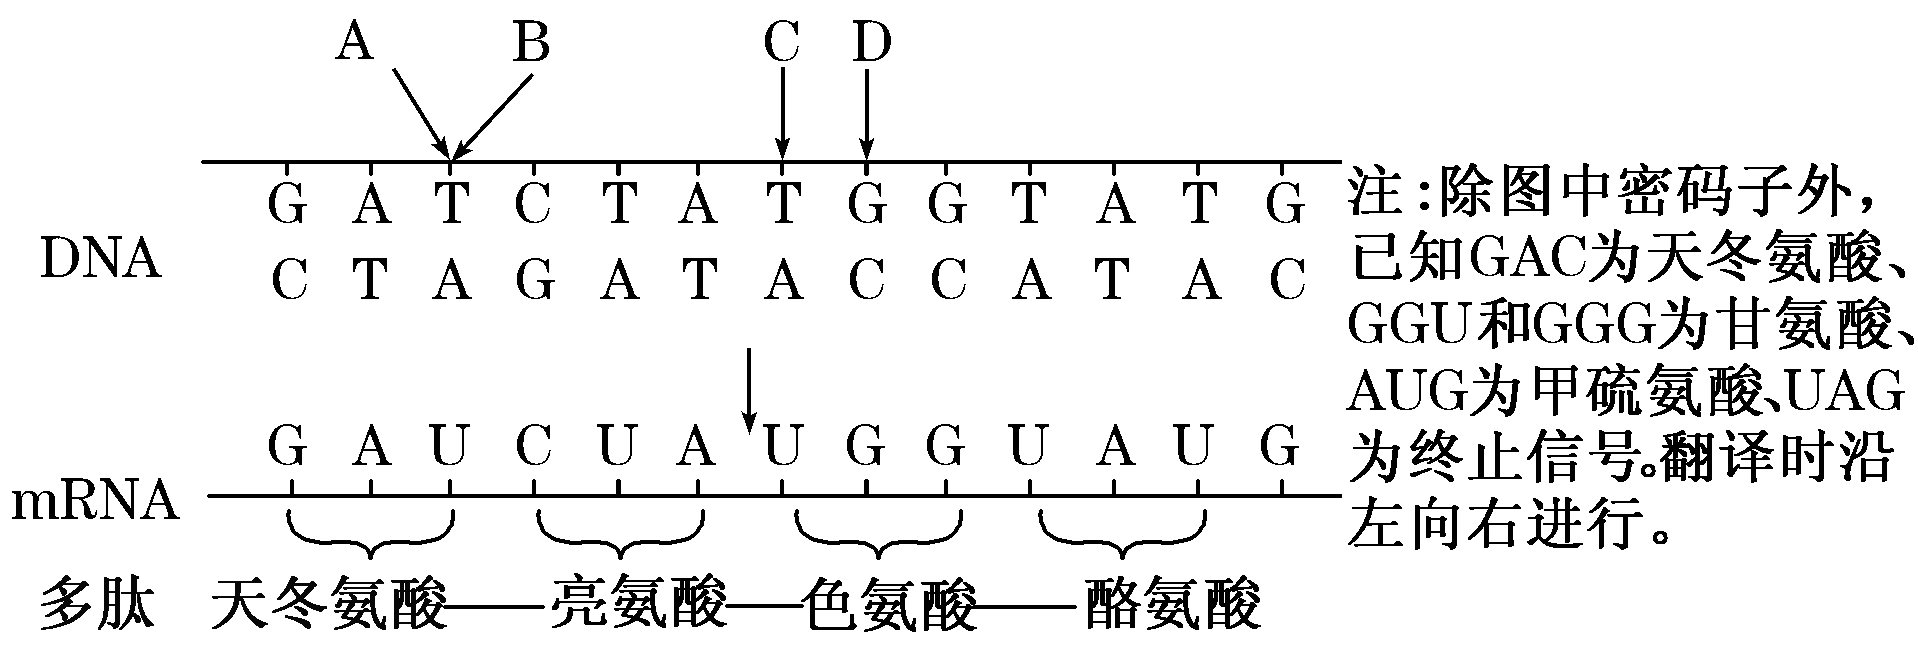 A B C D
G A T C T A T G G T A T G
DNA
C T A G A T A C C A T A C
G A U C U A U G G U A U G
mRNA
多肽 天冬氨酸 亮氨酸 色氨酸 酪氨酸
注:除图中密码子外，
已知GAC为天冬氨酸、
GGU和GGG为甘氨酸、
AUG为甲硫氨酸、UAG
为终止信号。翻译时沿
左向右进行。